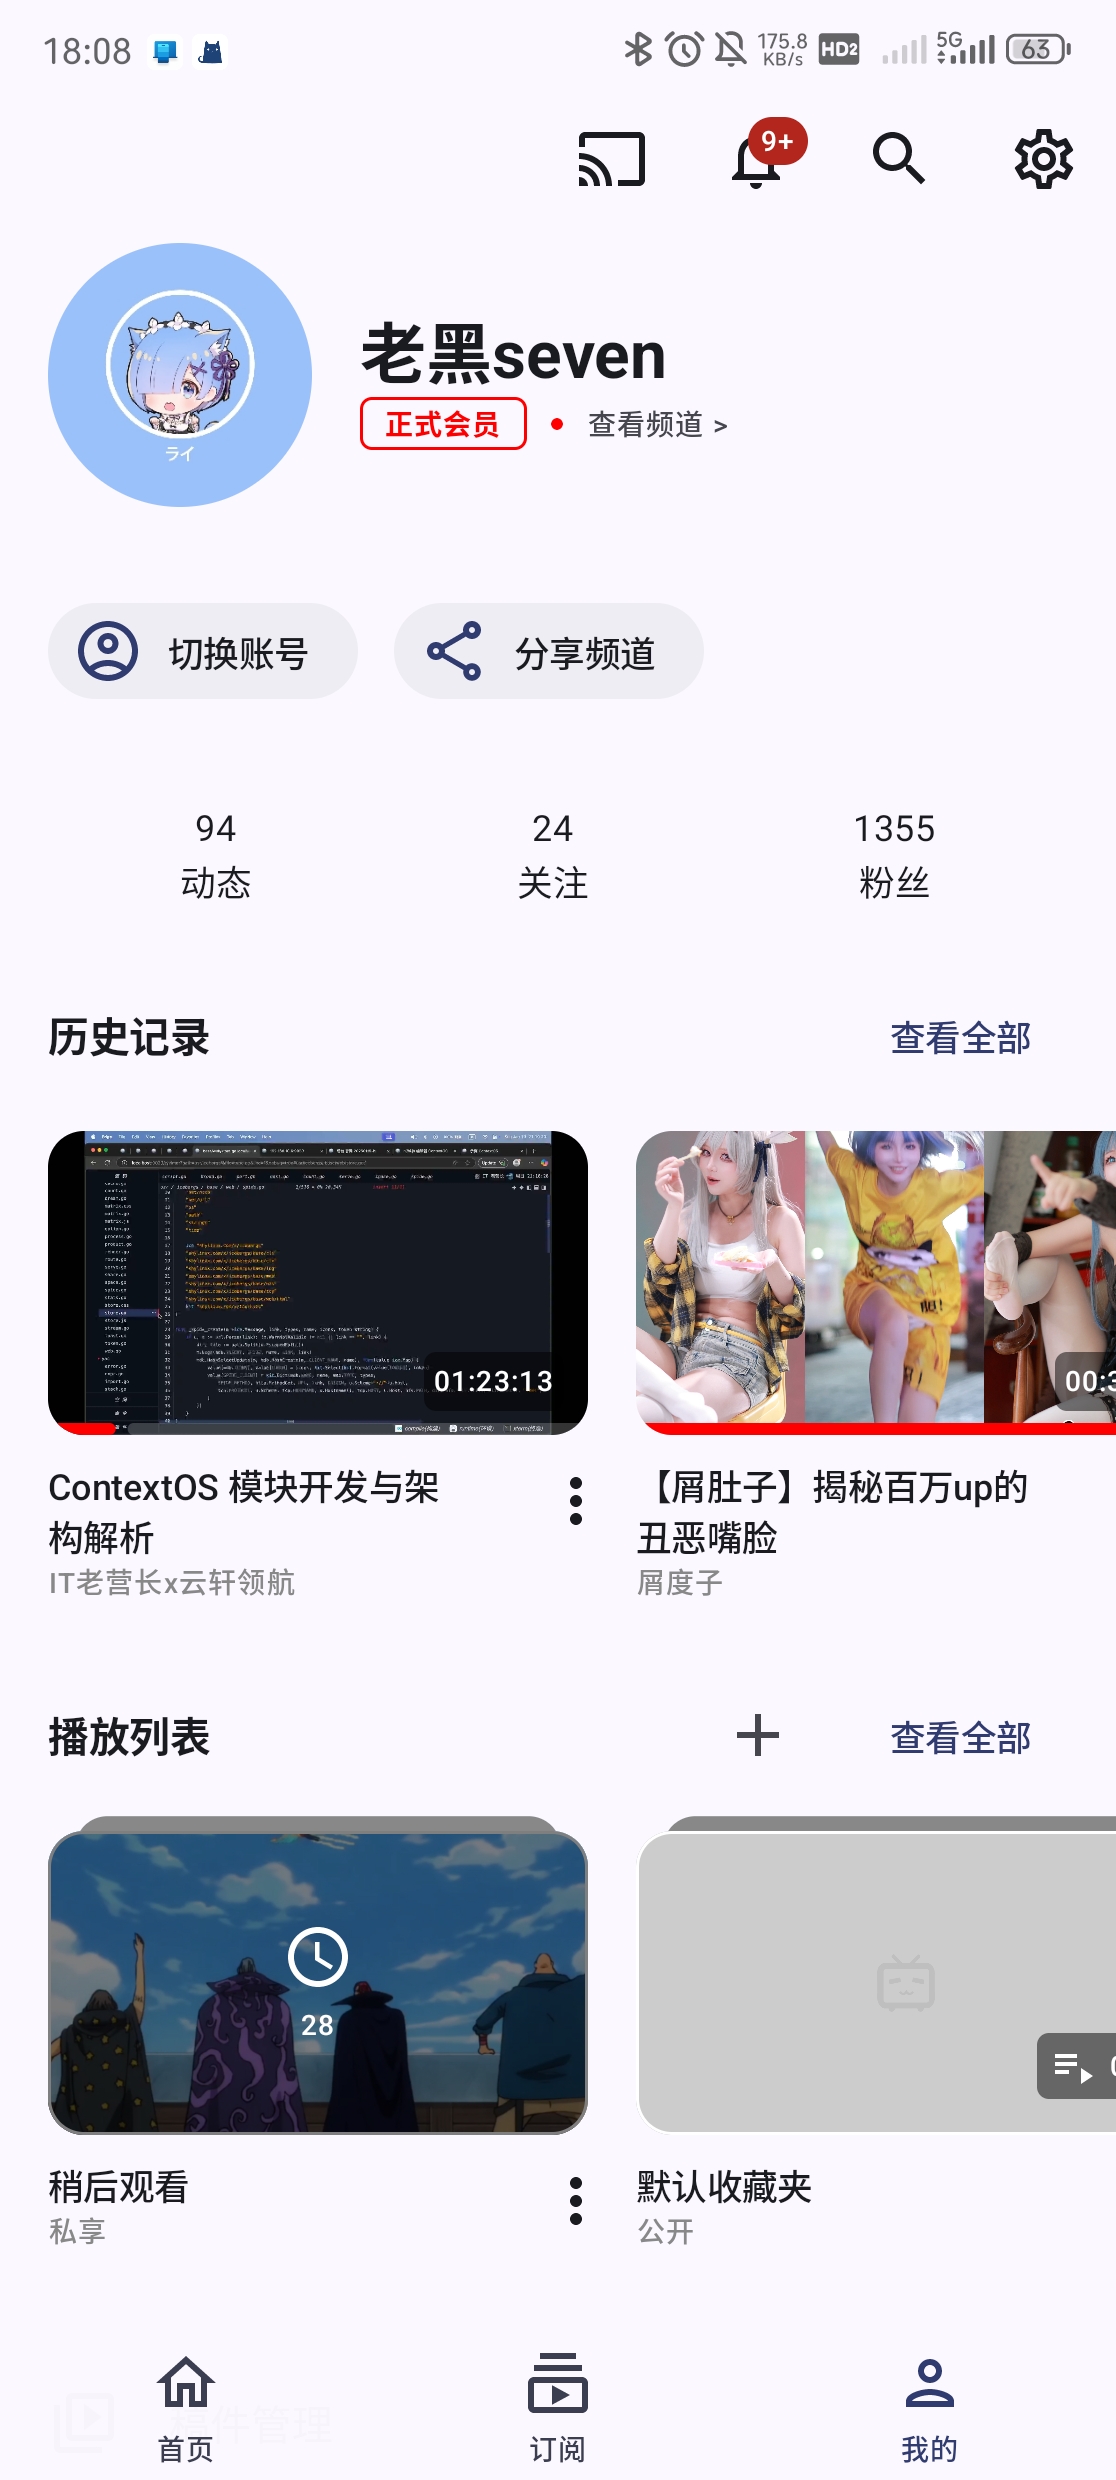 18:08
175.8
KB/s
HD2
5G
63
9+
ライ
老黑seven
正式会员
查看频道 >
切换账号
分享频道
94
24
1355
动态
关注
粉丝
历史记录
查看全部
01:23:13
00:3
ContextOS 模块开发与架
构解析
IT老营长x云轩领航
【屑肚子】揭秘百万up的
丑恶嘴脸
屑度子
播放列表
查看全部
28
稍后观看
私享
默认收藏夹
公开
稿件管理
首页
订阅
我的